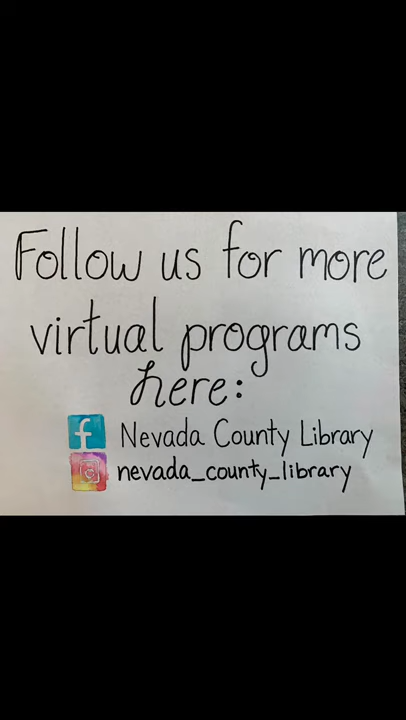 Follow us for more
virtual programs
here:
f Nevada County Library
nevada_county_library